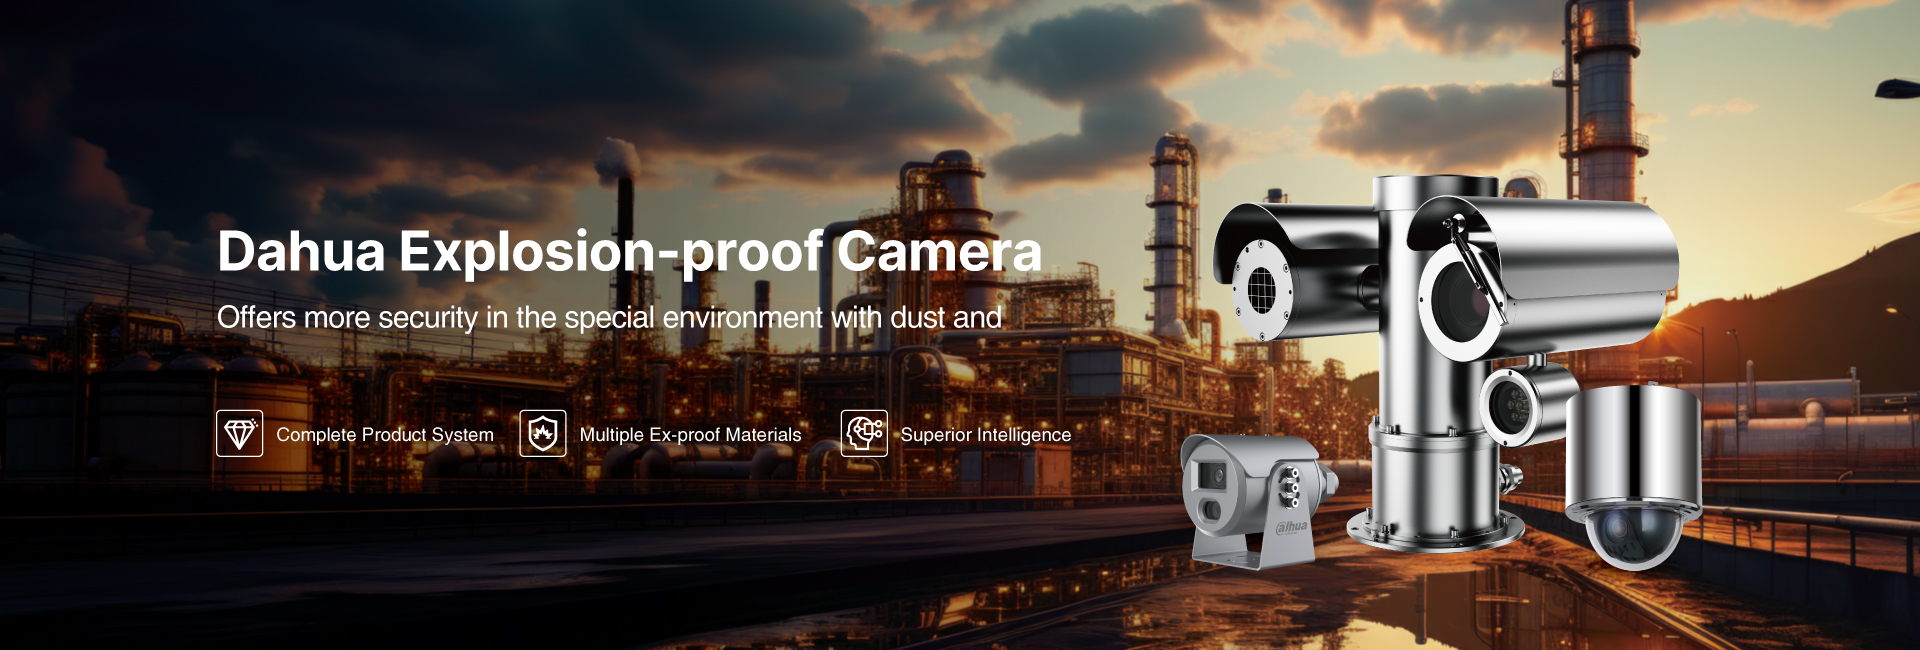 Dahua Explosion-proof Camera
Offers more security in the special environment with dust and
Complete Product System
Multiple Ex-proof Materials
Superior Intelligence
alhua